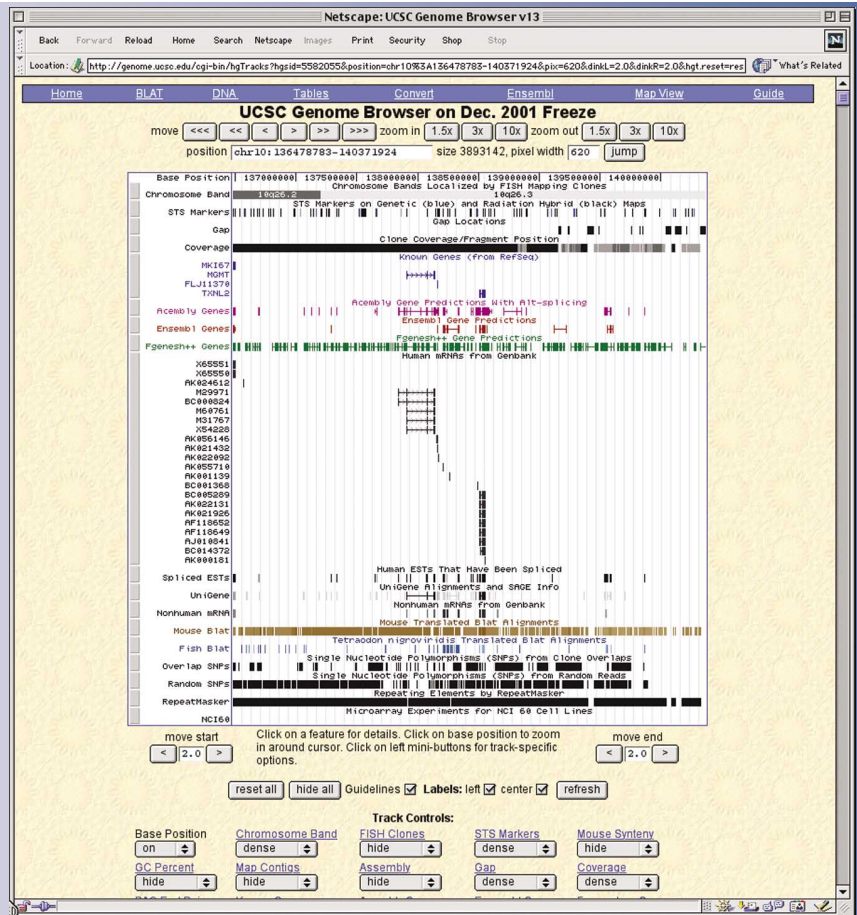 Netscape: UCSC Genome Browser v13
Back Forward Reload Home Search Netscape Images Print Security Shop Stop
Location: http://genome.ucsc.edu/cgi-bin/hgTracks?hgsid=5582055&position=chr10%3A136478783-140371924&pix=620&dinkL=2.0&dinkR=2.0&hgt.reset=res What's Related
Home BLAT DNA Tables Convert Ensembl Map View Guide
UCSC Genome Browser on Dec. 2001 Freeze
move <<< << < > >> >>> zoom in 1.5x 3x 10x zoom out 1.5x 3x 10x
position chr10:136478783-140371924 size 3893142, pixel width 620 jump
Base Position 137000000| 137500000| 138000000| 138500000| 139000000| 139500000| 140000000|
Chromosome Bands Localized by FISH Mapping Clones
Chromosome Band 10q26.2 10q26.3
STS Markers on Genetic (blue) and Radiation Hybrid (black) Maps
STS Markers
Gap Locations
Gap
Clone Coverage/Fragment Position
Coverage
Known Genes (from RefSeq)
MKI67
MGMT
FLJ11370
TXNL2
Acembly Gene Predictions With Alt-splicing
Acembly Genes
Ensembl Gene Predictions
Ensembl Genes
Fgenesh++ Gene Predictions
Fgenesh++ Genes
Human mRNAs from Genbank
X65551
X65550
AK024612
M29971
BC000824
M60761
M31767
X54228
AK056146
AK021432
AK022092
AK055710
AK001139
BC001368
BC005289
AK022131
AK021926
AF118652
AF118649
AJ010841
BC014372
AK000181
Human ESTs That Have Been Spliced
Spliced ESTs
UniGene Alignments and SAGE Info
UniGene
Nonhuman mRNAs from Genbank
Nonhuman mRNA
Mouse Translated Blat Alignments
Mouse Blat
Tetraodon nigroviridis Translated Blat Alignments
Fish Blat
Single Nucleotide Polymorphisms (SNPs) from Clone Overlaps
Overlap SNPs
Single Nucleotide Polymorphisms (SNPs) from Random Reads
Random SNPs
Repeating Elements by RepeatMasker
RepeatMasker
Microarray Experiments for NCI 60 Cell Lines
NCI60
move start Click on a feature for details. Click on base position to zoom move end
< 2.0 > in around cursor. Click on left mini-buttons for track-specific < 2.0 >
options.
reset all hide all Guidelines Labels: left center refresh
Track Controls:
Base Position Chromosome Band FISH Clones STS Markers Mouse Synteny
on dense hide dense hide
GC Percent Map Contigs Assembly Gap Coverage
hide hide hide dense dense